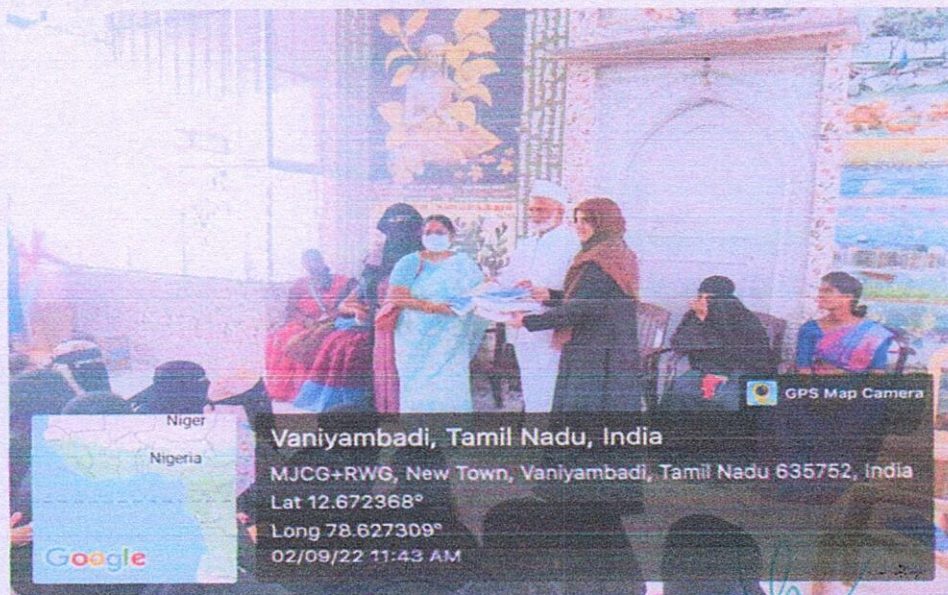 GPS Map Camera
Niger
Nigeria
Google
Vaniyambadi, Tamil Nadu, India
MJCG+RWG, New Town, Vaniyambadi, Tamil Nadu 635752, India
Lat 12.672368°
Long 78.627309°
02/09/22 11:43 AM